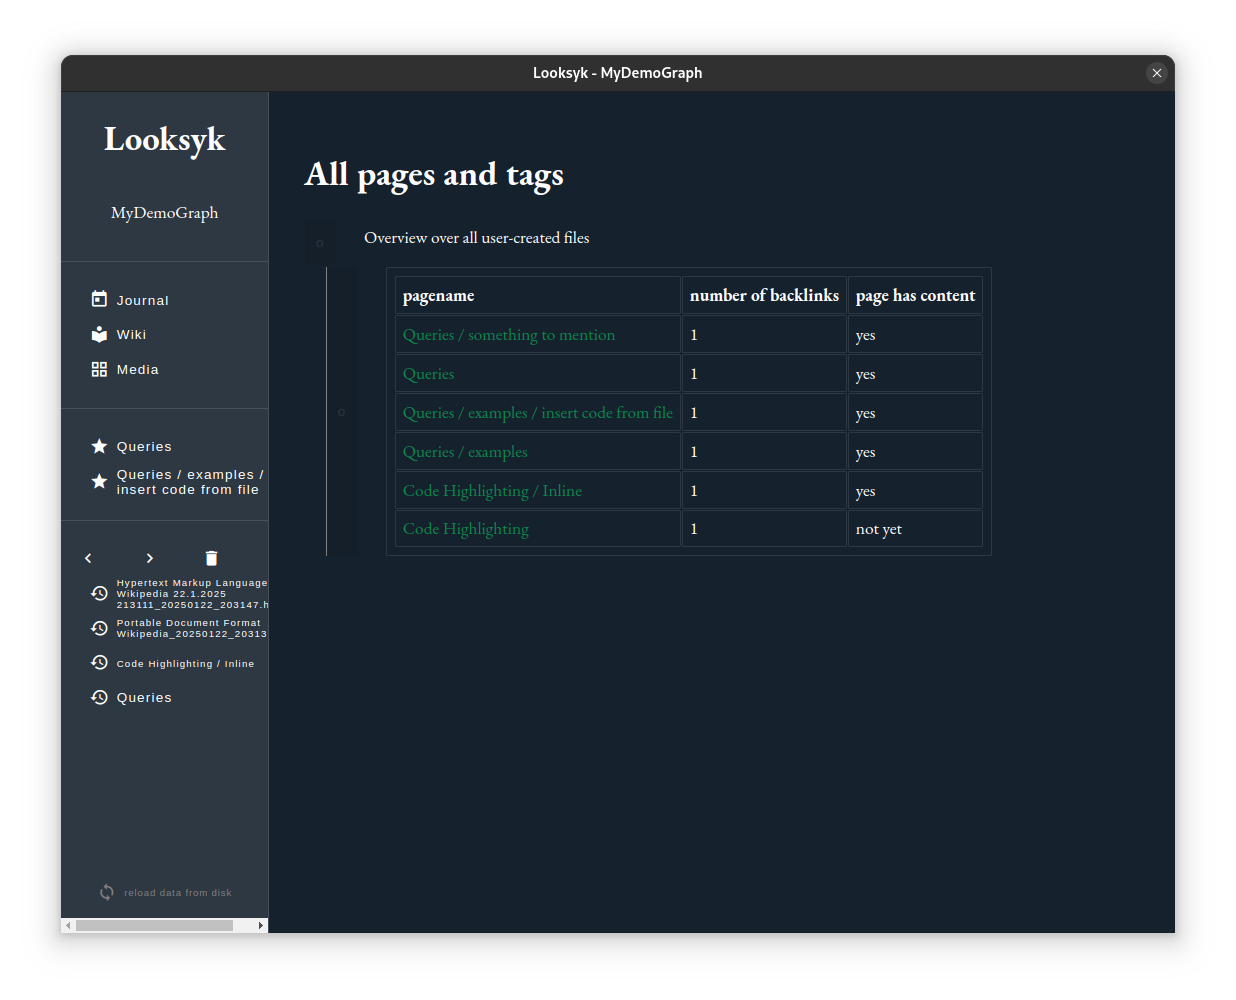 Looksyk - MyDemoGraph
Looksyk
MyDemoGraph
Journal
Wiki
Media
Queries
Queries / examples /
insert code from file
Hypertext Markup Language
Wikipedia 22.1.2025
213111_20250122_203147.h
Portable Document Format
Wikipedia_20250122_20313
Code Highlighting / Inline
Queries
reload data from disk
All pages and tags
Overview over all user-created files
pagename number of backlinks page has content
Queries / something to mention 1 yes
Queries 1 yes
Queries / examples / insert code from file 1 yes
Queries / examples 1 yes
Code Highlighting / Inline 1 yes
Code Highlighting 1 not yet